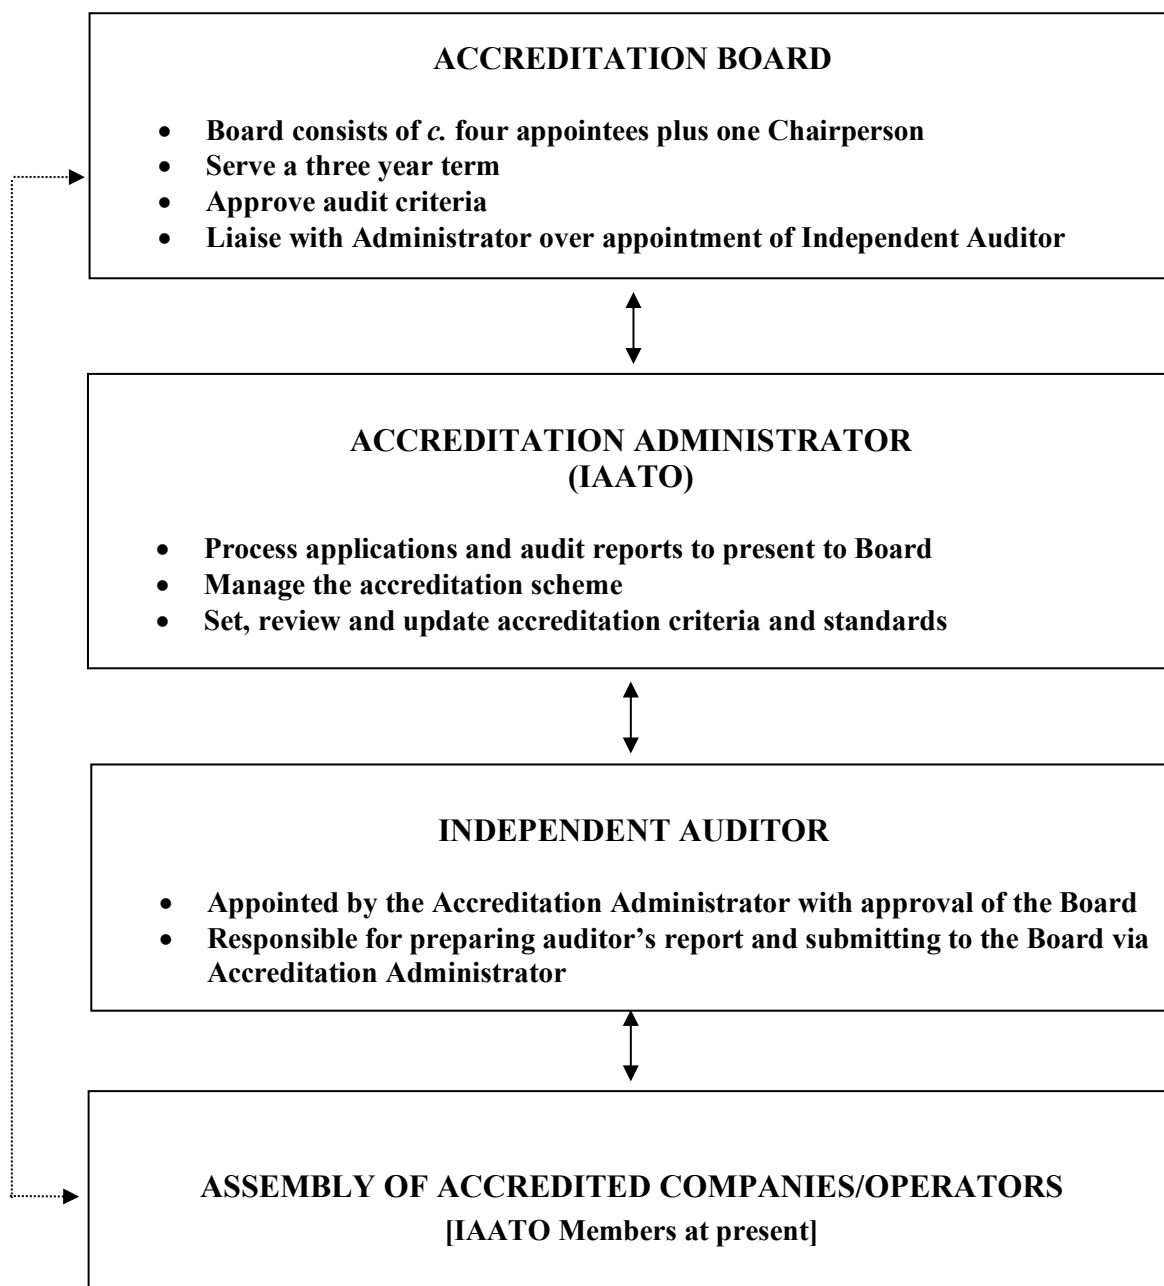 ACCREDITATION BOARD
• Board consists of c. four appointees plus one Chairperson
• Serve a three year term
• Approve audit criteria
• Liaise with Administrator over appointment of Independent Auditor
ACCREDITATION ADMINISTRATOR
(IAATO)
• Process applications and audit reports to present to Board
• Manage the accreditation scheme
• Set, review and update accreditation criteria and standards
INDEPENDENT AUDITOR
• Appointed by the Accreditation Administrator with approval of the Board
• Responsible for preparing auditor’s report and submitting to the Board via
Accreditation Administrator
ASSEMBLY OF ACCREDITED COMPANIES/OPERATORS
[IAATO Members at present]